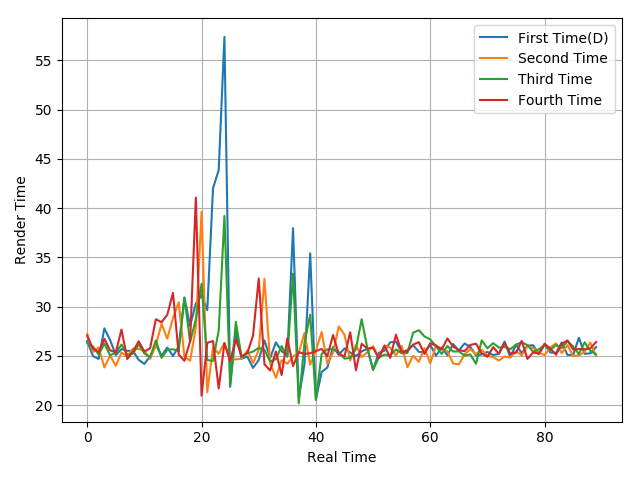 First Time(D)
Second Time
Third Time
Fourth Time
55
50
45
40
35
30
25
20
Render Time
0
20
40
60
80
Real Time